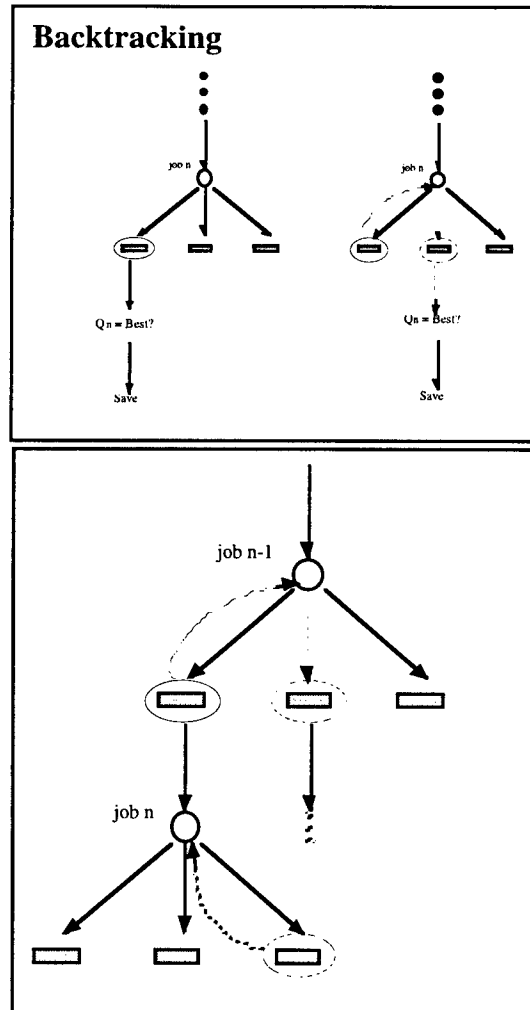 Backtracking
job n
job n
Qn = Best?
Qn = Best?
Save
Save
job n-1
job n